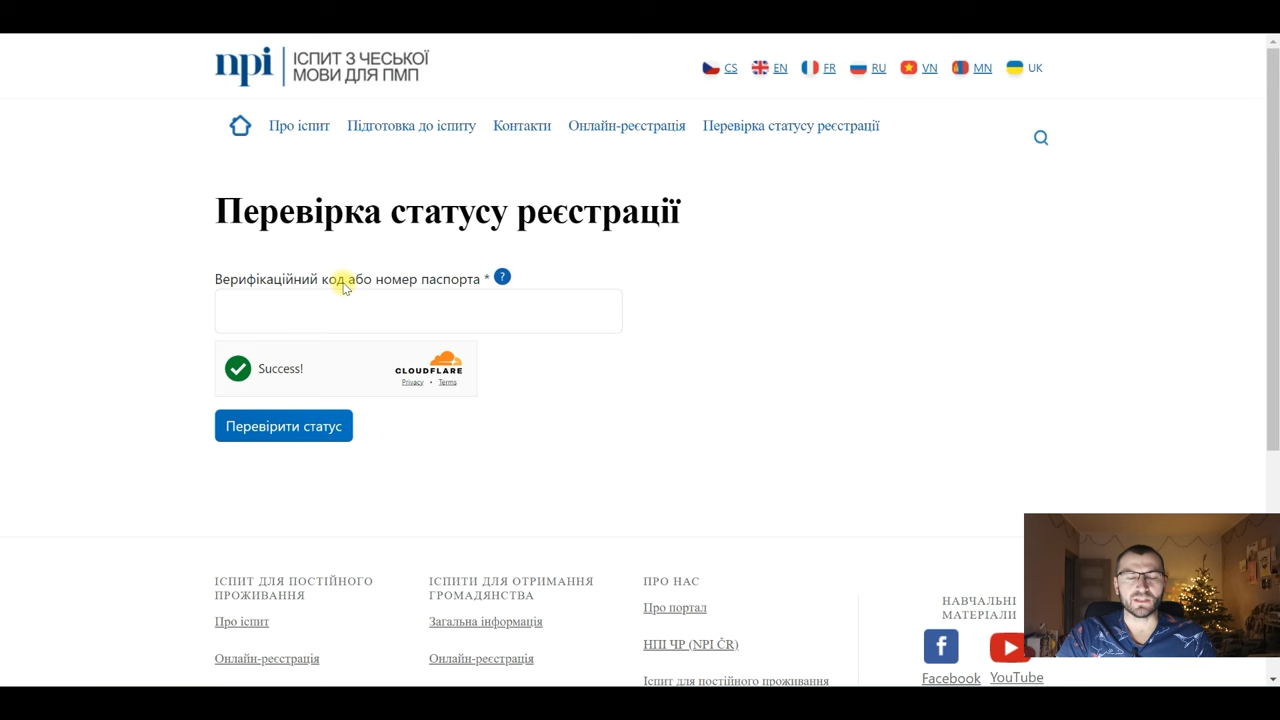 npi ІСПИТ З ЧЕСЬКОЇ
МОВИ ДЛЯ ПМП
CS EN FR RU VN MN UK
Про іспит Підготовка до іспиту Контакти Онлайн-реєстрація Перевірка статусу реєстрації
Перевірка статусу реєстрації
Верифікаційний код або номер паспорта * ?
Success!
CLOUDFLARE
Privacy • Terms
Перевірити статус
ІСПИТ ДЛЯ ПОСТІЙНОГО
ПРОЖИВАННЯ
Про іспит
Онлайн-реєстрація
ІСПИТИ ДЛЯ ОТРИМАННЯ
ГРОМАДЯНСТВА
Загальна інформація
Онлайн-реєстрація
ПРО НАС
Про портал
НПІ ЧР (NPI ČR)
Іспит для постійного проживання
НАВЧАЛЬНІ
МАТЕРІАЛИ
Facebook YouTube